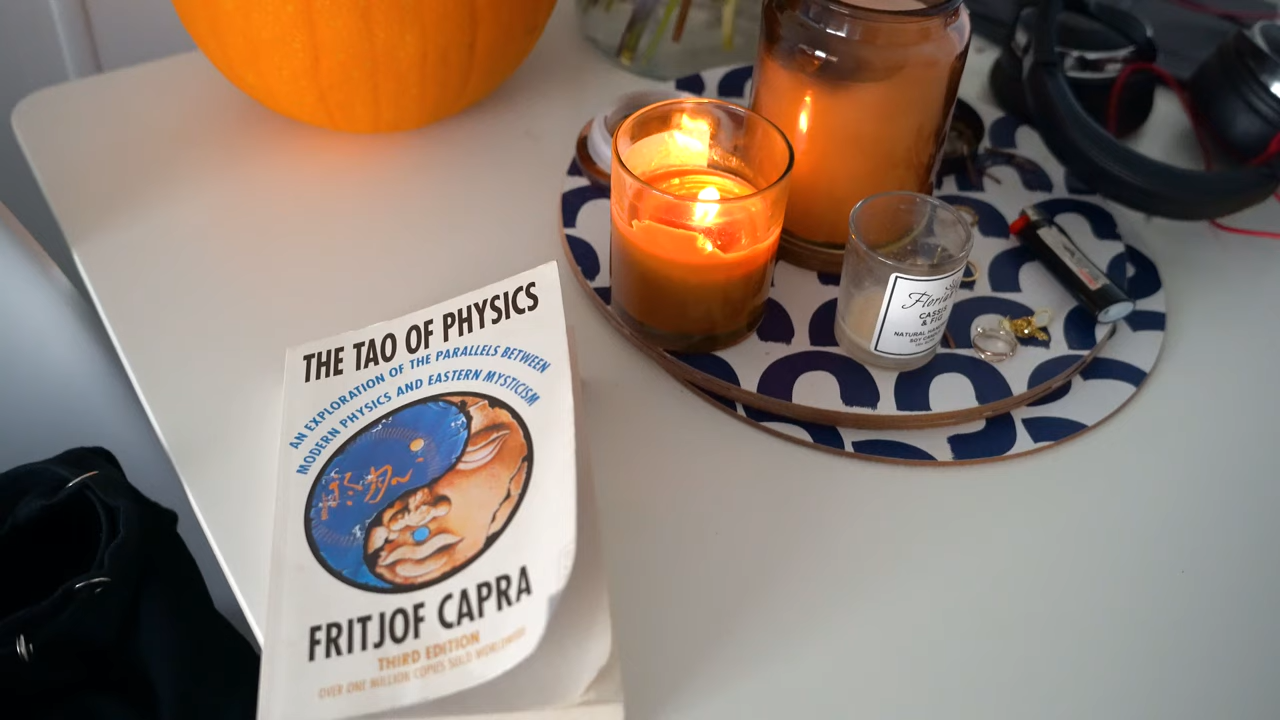 THE TAO OF PHYSICS
AN EXPLORATION OF THE PARALLELS BETWEEN
MODERN PHYSICS AND EASTERN MYSTICISM
FRITJOF CAPRA
THIRD EDITION
OVER ONE MILLION COPIES SOLD WORLDWIDE
CASSIS
& FIG
NATURAL
SOY CANDLE